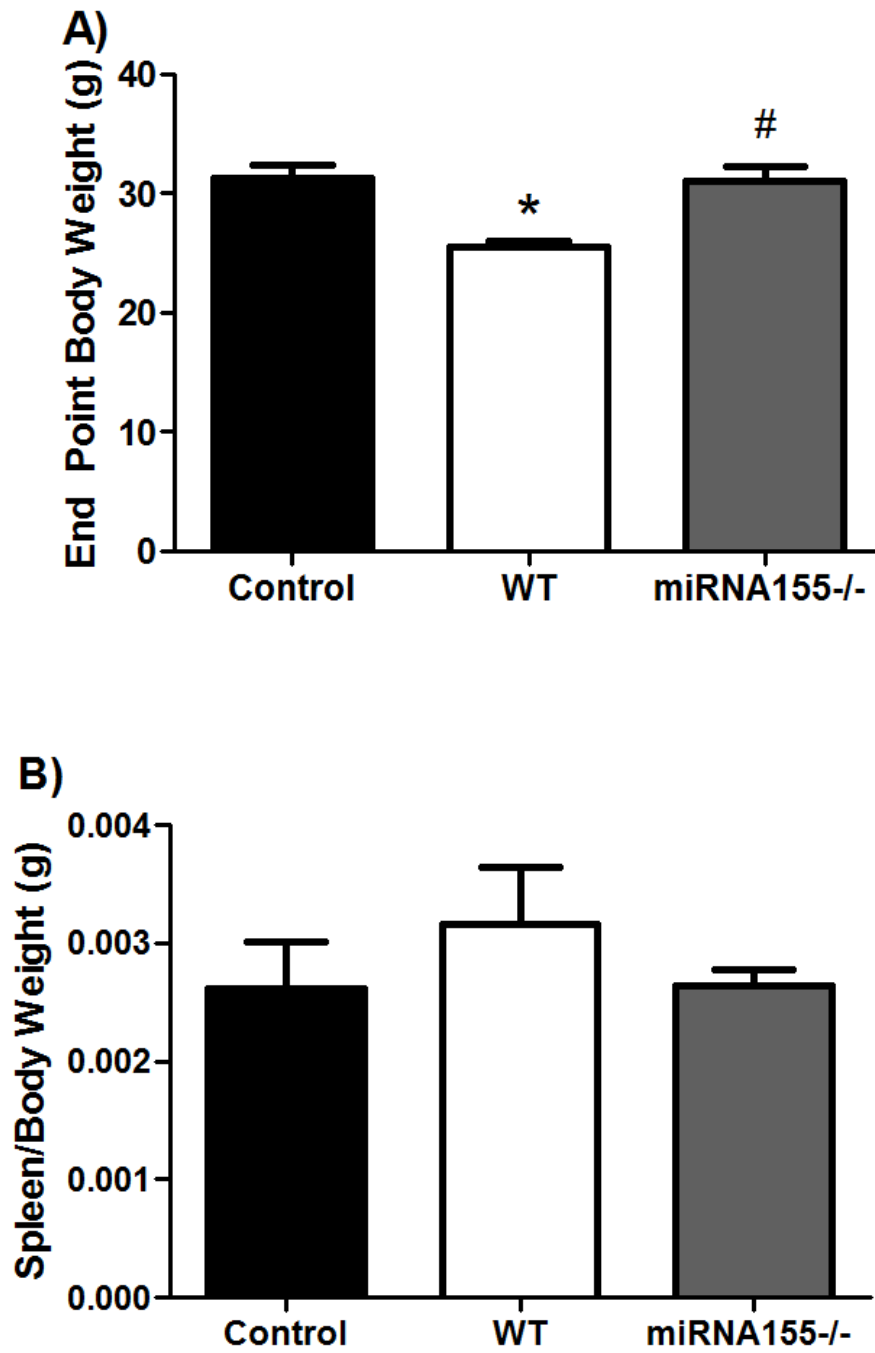 A)
End Point Body Weight (g)
40
30
20
10
0
*
#
Control WT miRNA155-/-
B)
Spleen/Body Weight (g)
0.004
0.003
0.002
0.001
0.000
Control WT miRNA155-/-